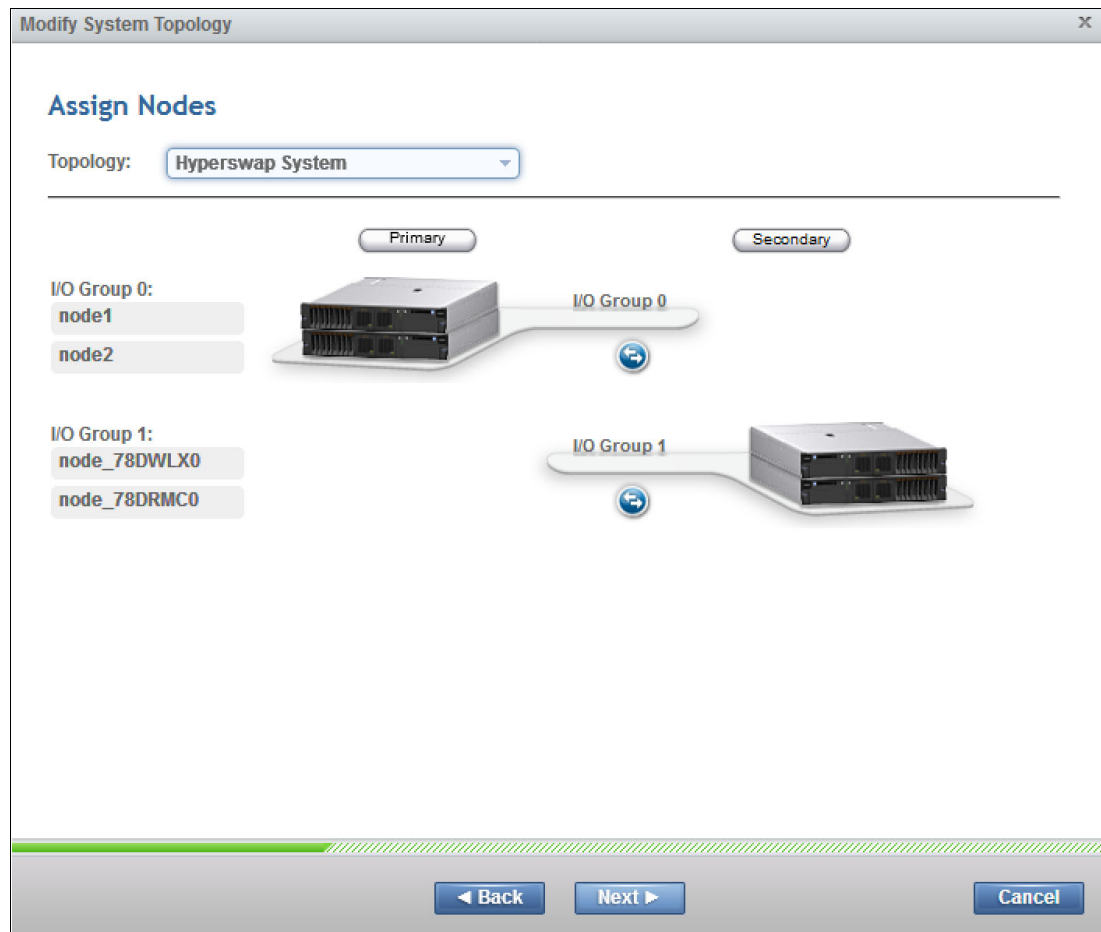 Modify System Topology x
Assign Nodes
Topology: Hyperswap System
Primary Secondary
I/O Group 0:
node1
node2
I/O Group 0
I/O Group 1:
node_78DWLX0
node_78DRMC0
I/O Group 1
◄ Back Next ► Cancel